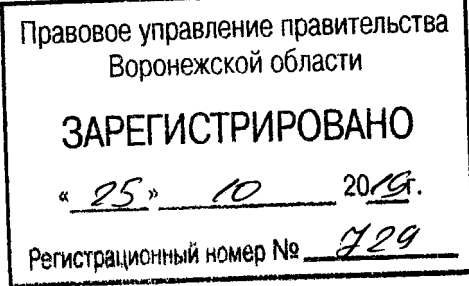 Правовое управление правительства
Воронежской области
ЗАРЕГИСТРИРОВАНО
« 25 » 10 2019г.
Регистрационный номер № 729